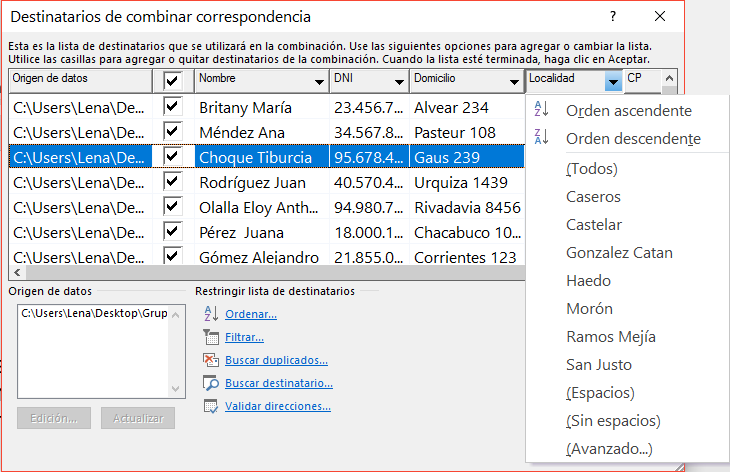 Destinatarios de combinar correspondencia ? ×
Esta es la lista de destinatarios que se utilizará en la combinación. Use las siguientes opciones para agregar o cambiar la lista.
Utilice las casillas para agregar o quitar destinatarios de la combinación. Cuando la lista esté terminada, haga clic en Aceptar.
Origen de datos Nombre DNI Domicilio Localidad CP
C:\Users\Lena\De... Britany María 23.456.7... Alvear 234
C:\Users\Lena\De... Méndez Ana 34.567.8... Pasteur 108
C:\Users\Lena\De... Choque Tiburcia 95.678.4... Gaus 239
C:\Users\Lena\De... Rodríguez Juan 40.570.4... Urquiza 1439
C:\Users\Lena\De... Olalla Eloy Anth... 94.980.7... Rivadavia 8456
C:\Users\Lena\De... Pérez Juana 18.000.1... Chacabuco 10...
C:\Users\Lena\De... Gómez Alejandro 21.855.0... Corrientes 123
Orden ascendente
Orden descendente
(Todos)
Caseros
Castelar
Gonzalez Catan
Haedo
Morón
Ramos Mejía
San Justo
(Espacios)
(Sin espacios)
(Avanzado...)
Origen de datos
C:\Users\Lena\Desktop\Grup
Edición...
Actualizar
Restringir lista de destinatarios
Ordenar...
Filtrar...
Buscar duplicados...
Buscar destinatario...
Validar direcciones...